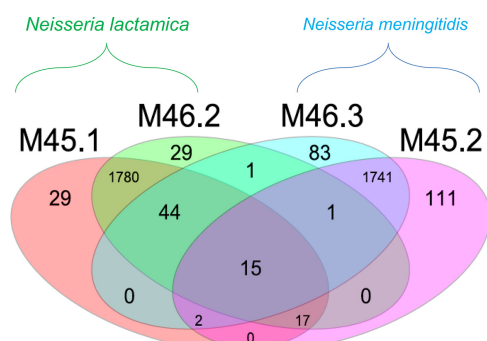 Neisseria lactamica Neisseria meningitidis
M46.2 M46.3
M45.1 M45.2
29 83
1780 1 1741
29 111
44 1
15
0 0
2 17
0